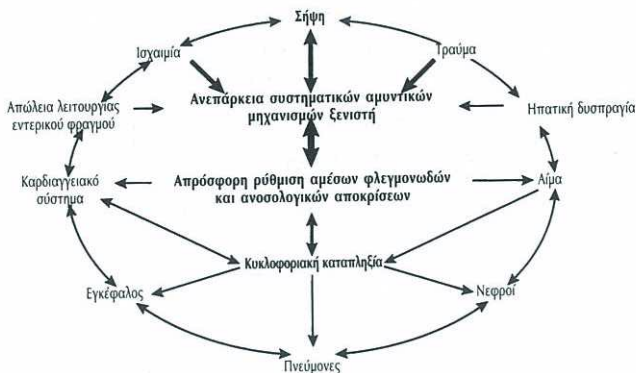 Σήψη
Ισχαιμία
Τραύμα
Απώλεια λειτουργίας
εντερικού φραγμού
Ανεπάρκεια συστηματικών αμυντικών
μηχανισμών ξενιστή
Ηπατική δυσπραγία
Καρδιαγγειακό
σύστημα
Απρόσφορη ρύθμιση αμέσων φλεγμονωδών
και ανοσολογικών αποκρίσεων
Αίμα
Κυκλοφοριακή καταπληξία
Εγκέφαλος
Νεφροί
Πνεύμονες